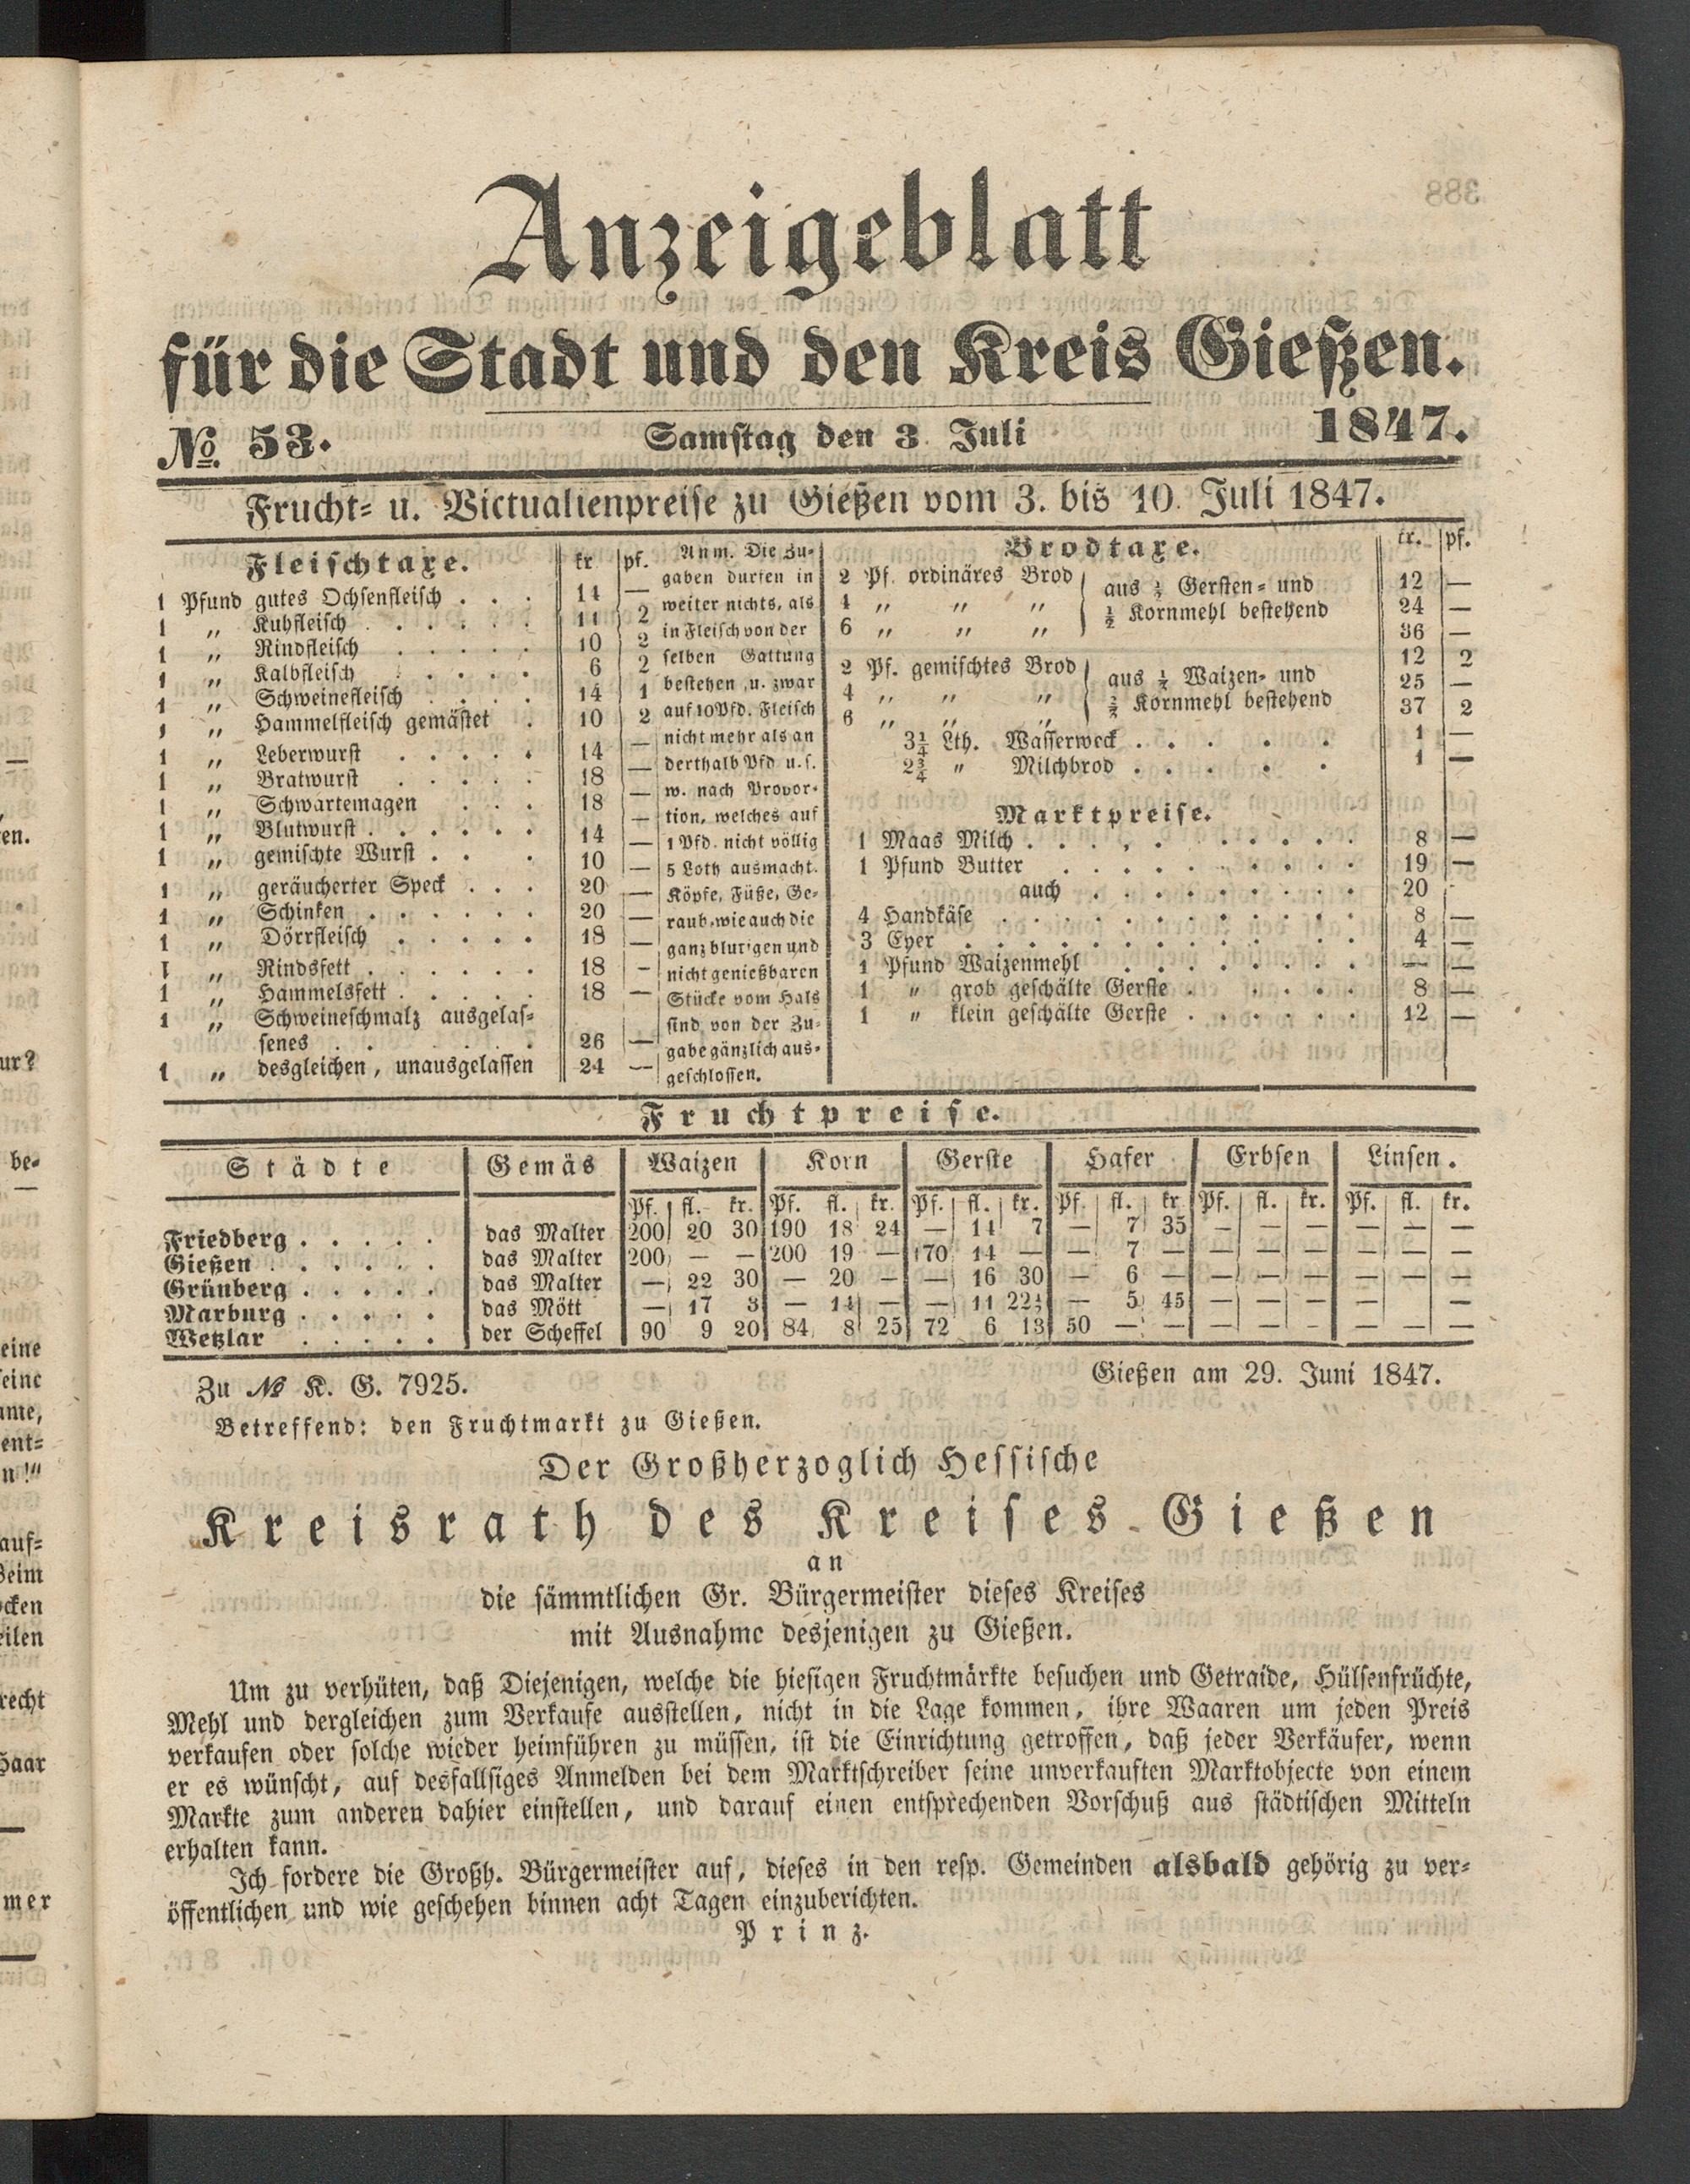 Anzeigeblatt
für die Stadt und den Kreis Gießen.
№ 53. Samstag den 3. Juli 1847.
Frucht- u. Victualienpreise zu Gießen vom 3. bis 10. Juli 1847.
Fleischtaxe. kr pf.
1 Pfund gutes Ochsenfleisch . . . 14 —
1 „ Kuhfleisch . . . . . 11 2
1 „ Rindfleisch . . . . . 10 2
1 „ Kalbfleisch . . . . . 6 2
1 „ Schweinefleisch . . . . 14 1
1 „ Hammelfleisch gemästet . 10 2
1 „ Leberwurst . . . . . 14 —
1 „ Bratwurst . . . . . 18 —
1 „ Schwartemagen . . . 18 —
1 „ Blutwurst . . . . . . 14 —
1 „ gemischte Wurst . . . 10 —
1 „ geräucherter Speck . . . 20 —
1 „ Schinken . . . . . . 20 —
1 „ Dörrfleisch . . . . . 18 —
1 „ Rindsfett . . . . . . 18 —
1 „ Hammelsfett . . . . . 18 —
1 „ Schweineschmalz ausgelas-
senes . . . . . . 26 —
1 „ desgleichen, unausgelassen 24 —
Anm. Die Zu-
gaben durfen in
weiter nichts, als
in Fleisch von der
selben Gattung
bestehen, u. zwar
auf 10 Pfd. Fleisch
nicht mehr als an
derthalb Pfd u. s.
w. nach Propor-
tion, welches auf
1 Pfd. nicht völlig
5 Loth ausmacht.
Köpfe, Füße, Ge-
raub, wie auch die
ganz blutigen und
nicht genießbaren
Stücke vom Hals
sind von der Zu-
gabe gänzlich aus-
geschlossen.
Brodtaxe. kr. pf.
2 Pf. ordinäres Brod aus ½ Gersten- und 12 —
4 „ „ „ ½ Kornmehl bestehend 24 —
6 „ „ „ 36 —
2 Pf. gemischtes Brod aus Waizen- und 12 2
4 „ „ „ Kornmehl bestehend 25 —
6 „ „ „ 37 2
3¼ Lth. Wasserweck . . . . . 1 —
2¾ „ Milchbrod . . . . . 1 —
Marktpreise.
1 Maas Milch . . . . . . . . . . 8 —
1 Pfund Butter . . . . . . . . . 19 —
auch . . . . . . . . 20
4 Handkäse . . . . . . . . . . . 8 —
3 Eyer . . . . . . . . . . . . 4 —
1 Pfund Waizenmehl . . . . . . . — —
1 „ grob geschälte Gerste . . . . . 8 —
1 „ klein geschälte Gerste . . . . . . 12 —
Fruchtpreise.
Städte Gemäs Waizen Korn Gerste Hafer Erbsen Linsen.
Pf. fl. kr. Pf. fl. kr. Pf. fl. kr. Pf. fl. kr Pf. fl. kr. Pf. fl. kr.
Friedberg . . . . . das Malter 200 20 30 190 18 24 — 14 7 — 7 35 — — — — — —
Gießen . . . . . . das Malter 200 — — 200 19 — 170 14 — — 7 — — — — — — —
Grünberg . . . . . das Malter — 22 30 — 20 — — 16 30 — 6 — — — — — — —
Marburg . . . . . das Mött — 17 3 — 14 — — 11 22½ — 5 45 — — — — —
Wetzlar . . . . . der Scheffel 90 9 20 84 8 25 72 6 13 50 — — — — - — — —
Zu № K. G. 7925. Gießen am 29. Juni 1847.
Betreffend: den Fruchtmarkt zu Gießen.
Der Großherzoglich Hessische
Kreisrath des Kreises Gießen
an
die sämmtlichen Gr. Bürgermeister dieses Kreises
mit Ausnahme desjenigen zu Gießen.
Um zu verhüten, daß Diejenigen, welche die hiesigen Fruchtmärkte besuchen und Getraide, Hülsenfrüchte,
Mehl und dergleichen zum Verkaufe ausstellen, nicht in die Lage kommen, ihre Waaren um jeden Preis
verkaufen oder solche wieder heimführen zu müssen, ist die Einrichtung getroffen, daß jeder Verkäufer, wenn
er es wünscht, auf desfallsiges Anmelden bei dem Marktschreiber seine unverkauften Marktobjecte von einem
Markte zum anderen dahier einstellen, und darauf einen entsprechenden Vorschuß aus städtischen Mitteln
erhalten kann.
Ich fordere die Großh. Bürgermeister auf, dieses in den resp. Gemeinden alsbald gehörig zu ver-
öffentlichen und wie geschehen binnen acht Tagen einzuberichten.
Prinz.